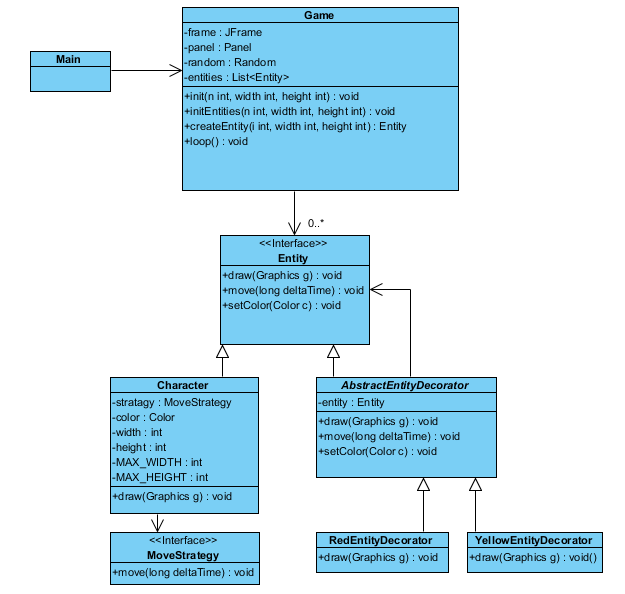 Game
-frame : JFrame
-panel : Panel
-random : Random
-entities : List<Entity>
+init(n int, width int, height int) : void
+initEntities(n int, width int, height int) : void
+createEntity(i int, width int, height int) : Entity
+loop() : void
Main
0..*
<<Interface>>
Entity
+draw(Graphics g) : void
+move(long deltaTime) : void
+setColor(Color c) : void
Character
-stratagy : MoveStrategy
-color : Color
-width : int
-height : int
-MAX_WIDTH : int
-MAX_HEIGHT : int
+draw(Graphics g) : void
AbstractEntityDecorator
-entity : Entity
+draw(Graphics g) : void
+move(long deltaTime) : void
+setColor(Color c) : void
<<Interface>>
MoveStrategy
+move(long deltaTime) : void
RedEntityDecorator
+draw(Graphics g) : void
YellowEntityDecorator
+draw(Graphics g) : void()